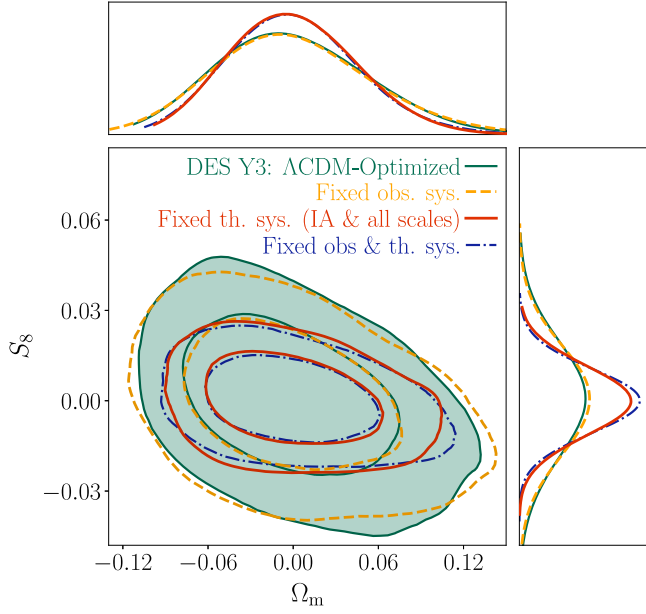 DES Y3: ΛCDM-Optimized
Fixed obs. sys.
Fixed th. sys. (IA & all scales)
Fixed obs & th. sys.
0.06
0.03
0.00
−0.03
S₈
−0.12
−0.06
0.00
0.06
0.12
Ωₘ